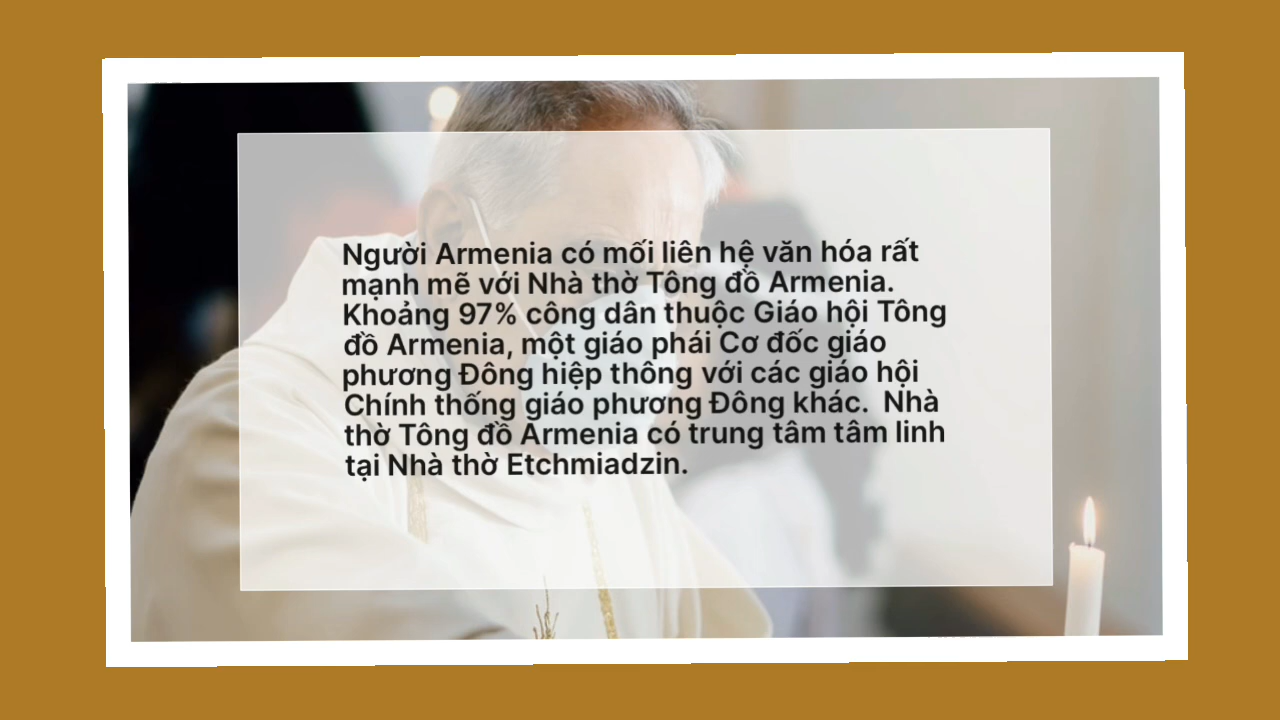 Người Armenia có mối liên hệ văn hóa rất
mạnh mẽ với Nhà thờ Tông đồ Armenia.
Khoảng 97% công dân thuộc Giáo hội Tông
đồ Armenia, một giáo phái Cơ đốc giáo
phương Đông hiệp thông với các giáo hội
Chính thống giáo phương Đông khác.  Nhà
thờ Tông đồ Armenia có trung tâm tâm linh
tại Nhà thờ Etchmiadzin.